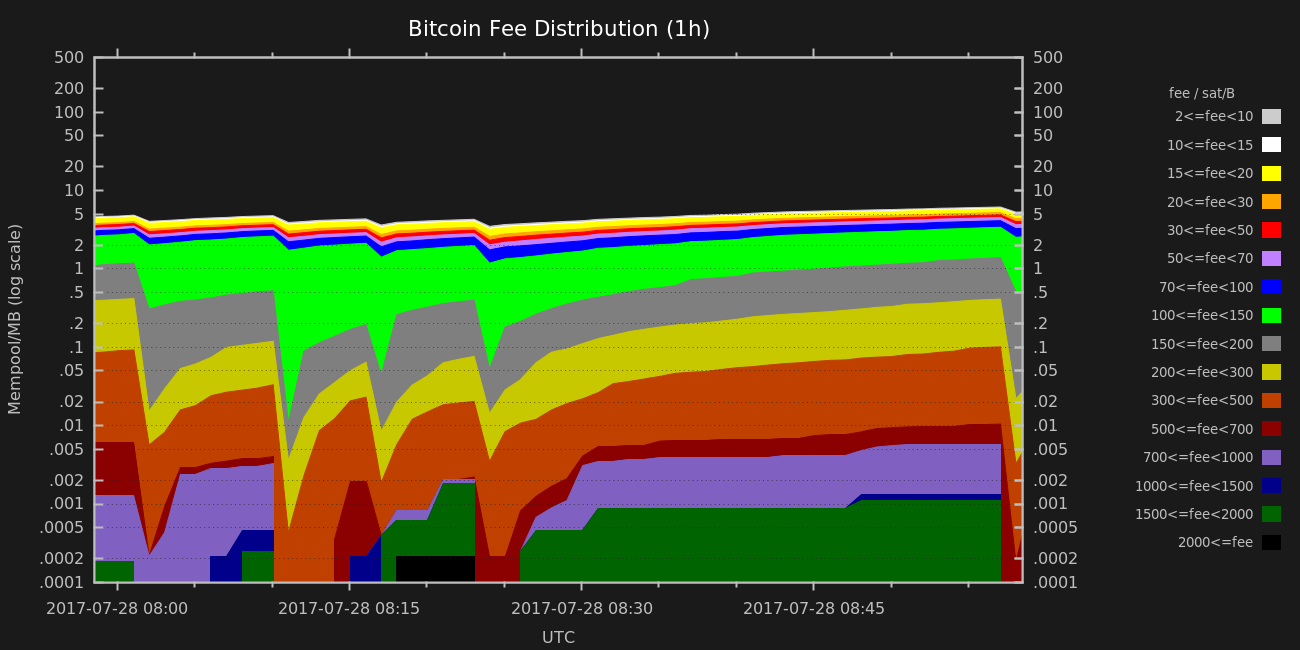 Bitcoin Fee Distribution (1h)
500
200
100
50
20
10
5
2
1
.5
.2
.1
.05
.02
.01
.005
.002
.001
.0005
.0002
.0001
Mempool/MB (log scale)
500
200
100
50
20
10
5
2
1
.5
.2
.1
.05
.02
.01
.005
.002
.001
.0005
.0002
.0001
2017-07-28 08:00 2017-07-28 08:15 2017-07-28 08:30 2017-07-28 08:45
UTC
fee / sat/B
2<=fee<10
10<=fee<15
15<=fee<20
20<=fee<30
30<=fee<50
50<=fee<70
70<=fee<100
100<=fee<150
150<=fee<200
200<=fee<300
300<=fee<500
500<=fee<700
700<=fee<1000
1000<=fee<1500
1500<=fee<2000
2000<=fee